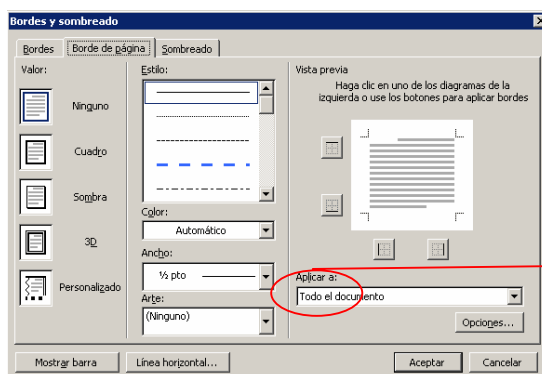 Bordes y sombreado
Bordes
Borde de página
Sombreado
Valor:
Ninguno
Cuadro
Sombra
3D
Personalizado
Estilo:
Color:
Automático
Ancho:
½ pto
Arte:
(Ninguno)
Vista previa
Haga clic en uno de los diagramas de la
izquierda o use los botones para aplicar bordes
Aplicar a:
Todo el documento
Opciones...
Mostrar barra
Línea horizontal...
Aceptar
Cancelar